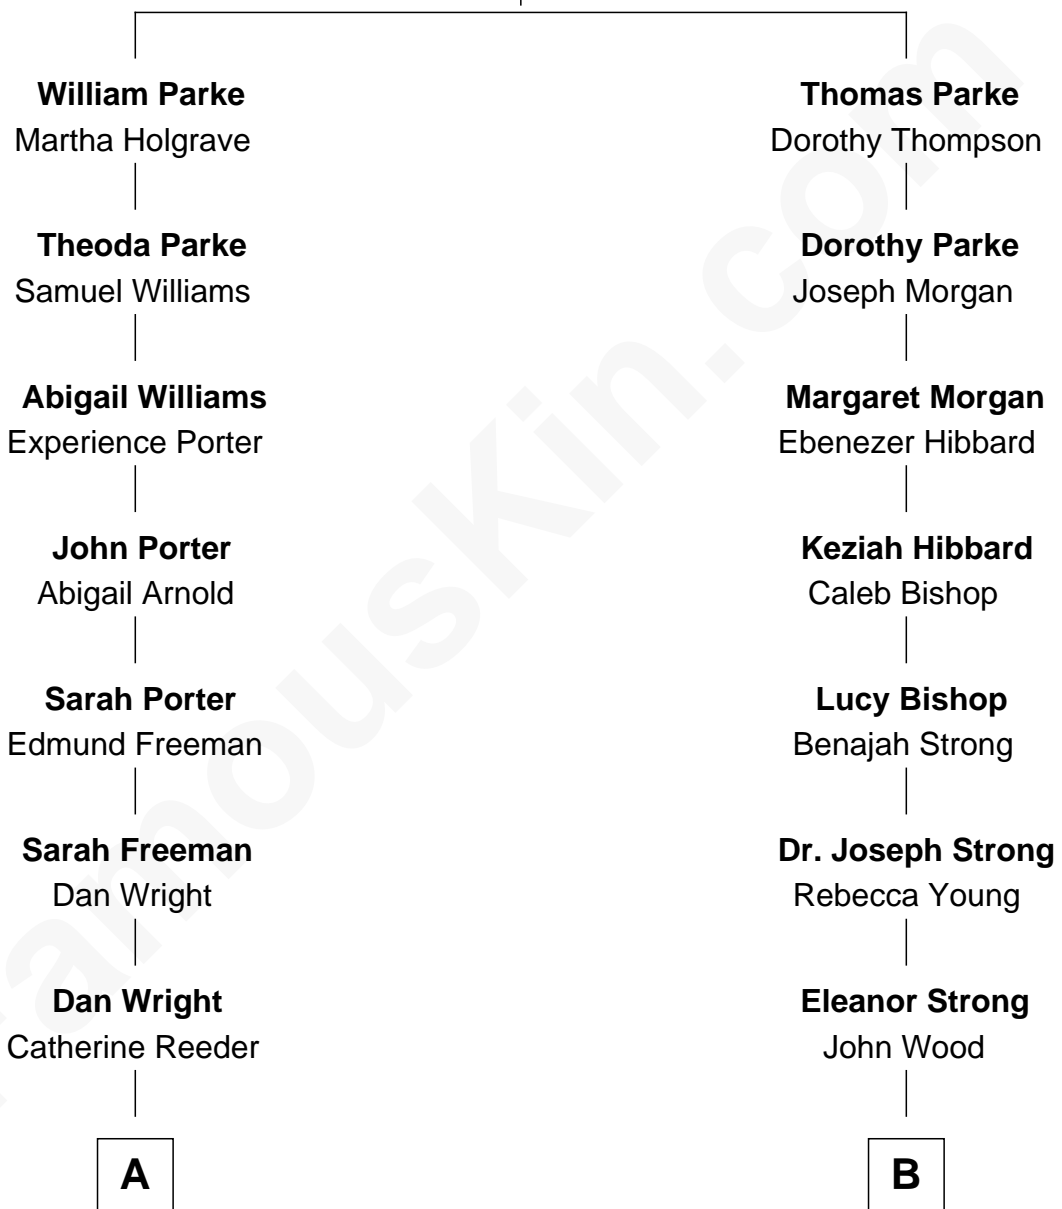 William Parke
Martha Holgrave
Theoda Parke
Samuel Williams
Abigail Williams
Experience Porter
John Porter
Abigail Arnold
Sarah Porter
Edmund Freeman
Sarah Freeman
Dan Wright
Dan Wright
Catherine Reeder
A
Thomas Parke
Dorothy Thompson
Dorothy Parke
Joseph Morgan
Margaret Morgan
Ebenezer Hibbard
Keziah Hibbard
Caleb Bishop
Lucy Bishop
Benajah Strong
Dr. Joseph Strong
Rebecca Young
Eleanor Strong
John Wood
B
FamousKin.com